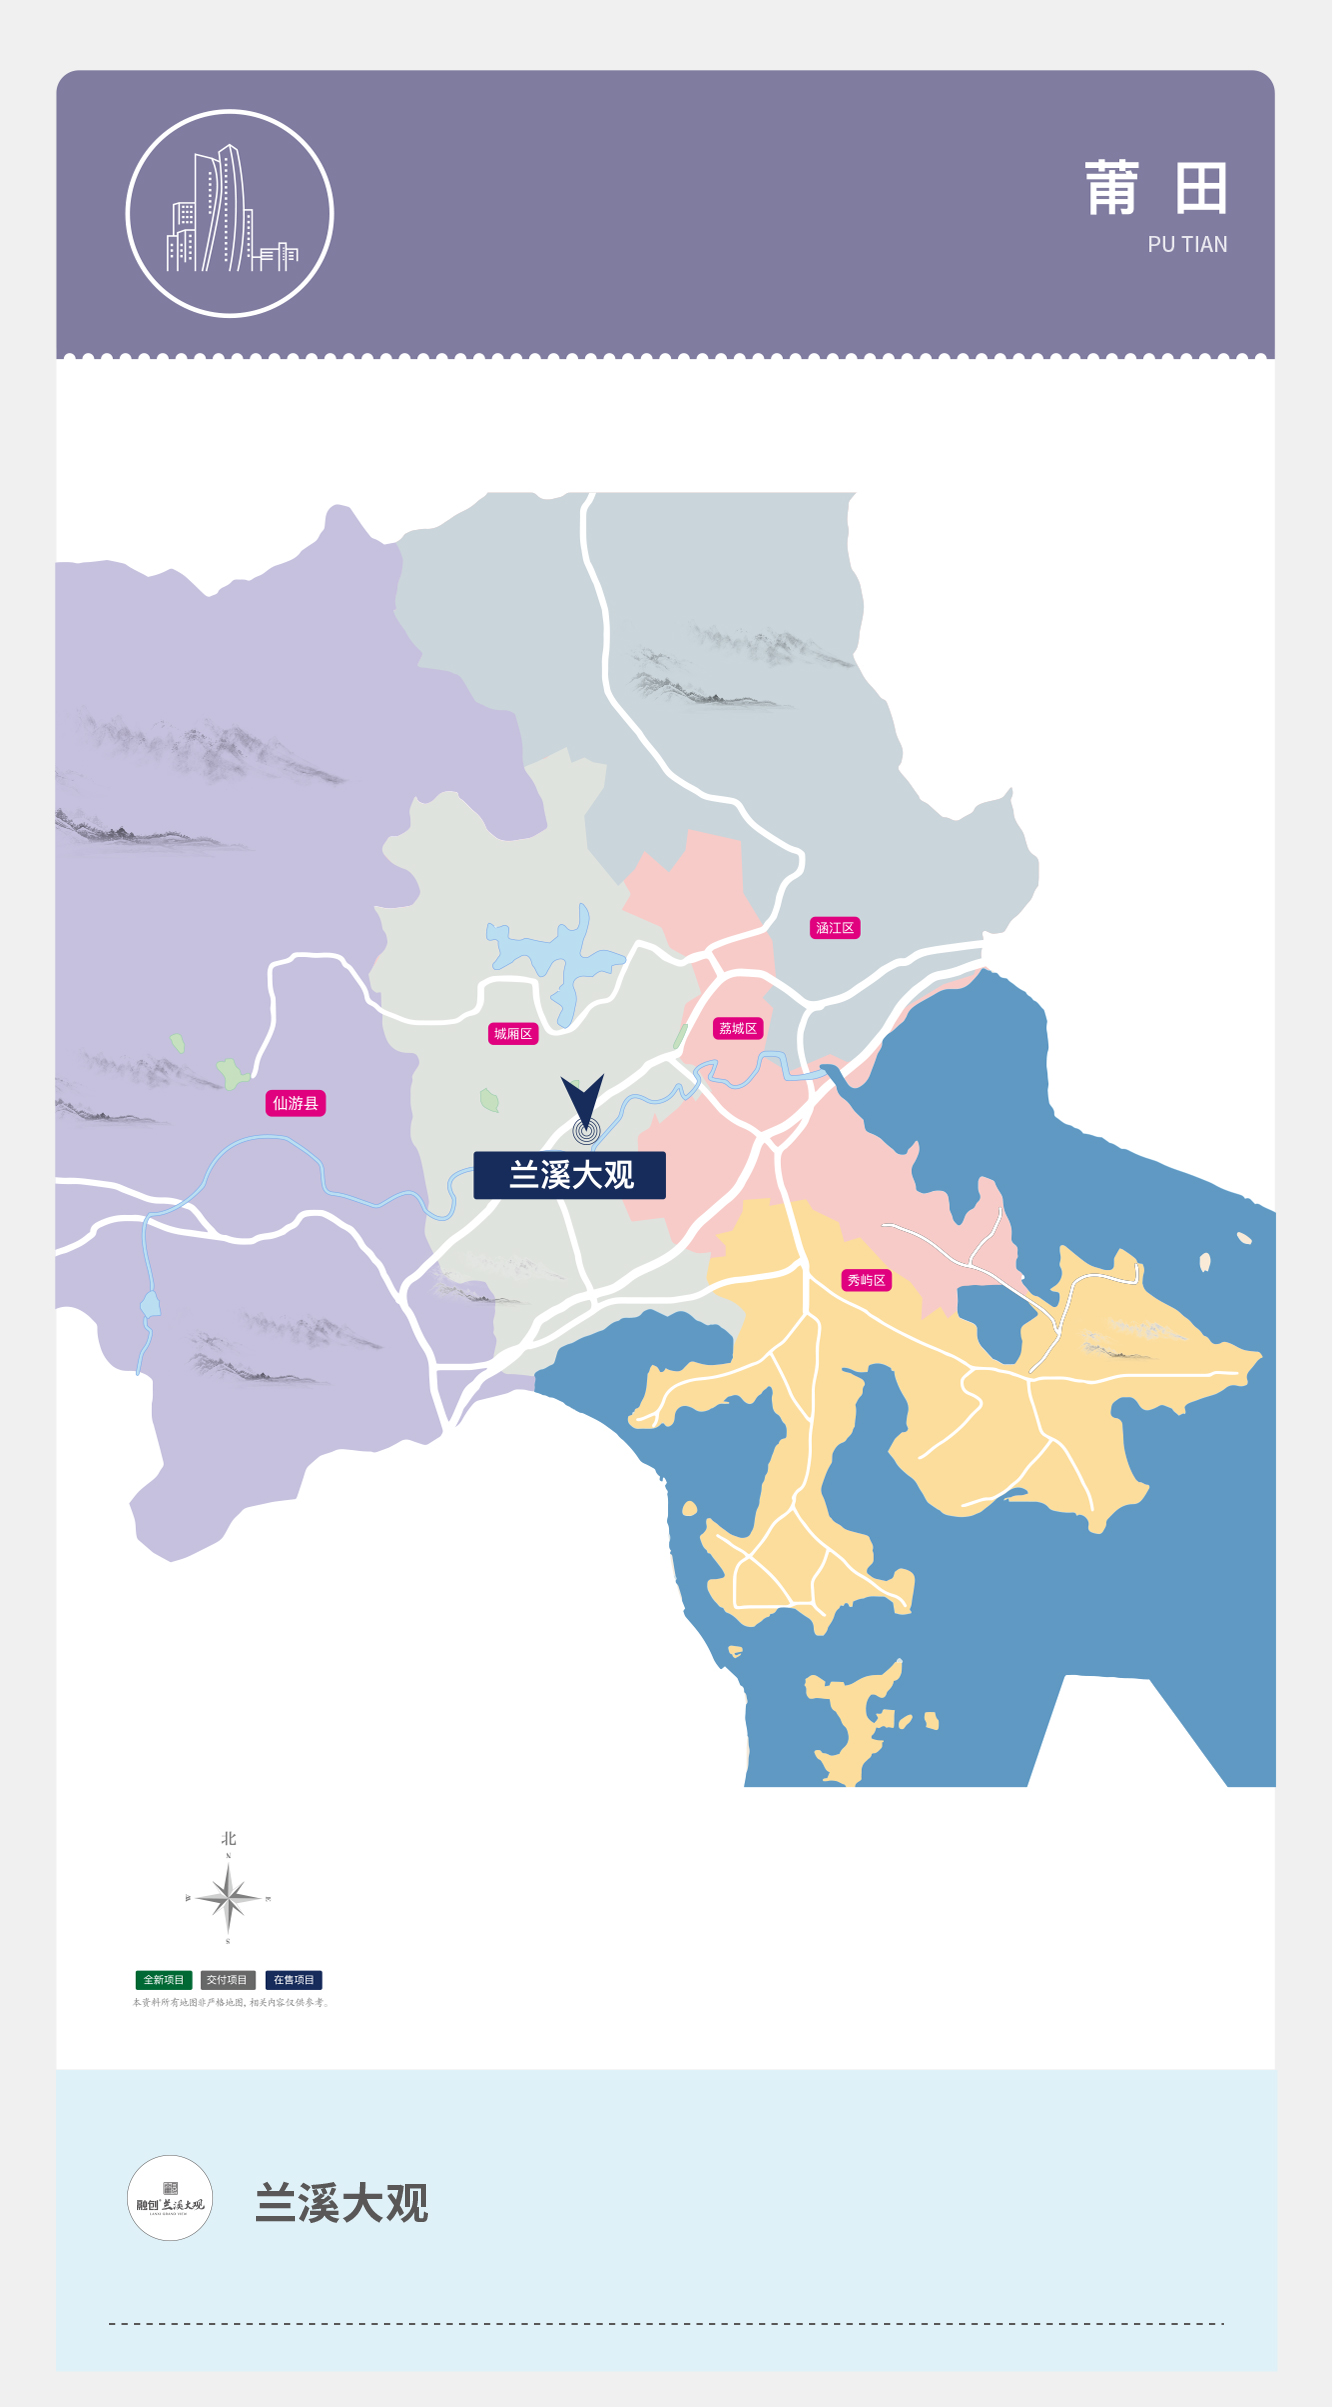 莆 田
PU TIAN
涵江区
荔城区
城厢区
仙游县
兰溪大观
秀屿区
北
N
W
E
S
全新项目 交付项目 在售项目
本资料所有地图非严格地图，相关内容仅供参考。
融创 兰溪大观
兰溪大观